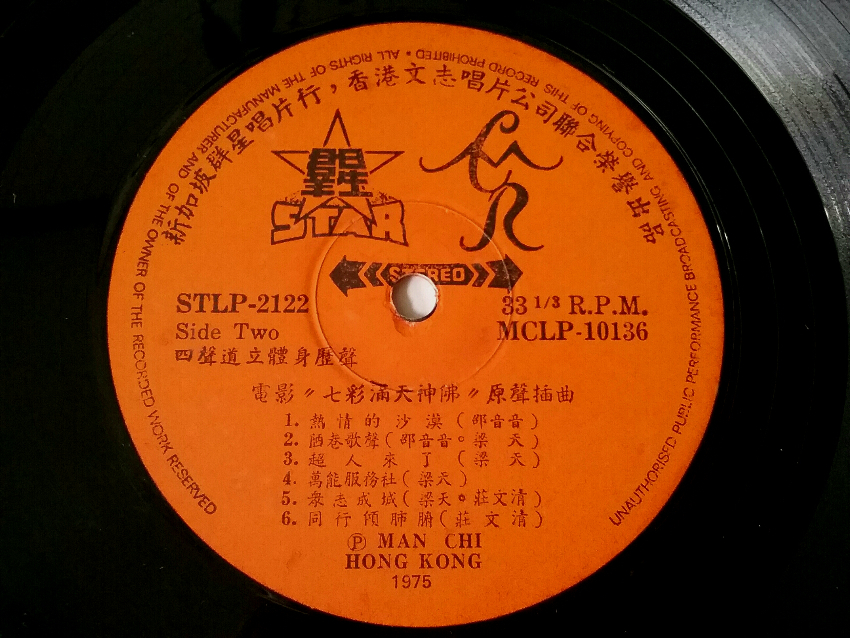 UNAUTHORISED PUBLIC PERFORMANCE BROADCASTING AND COPYING OF THIS RECORD PROHIBITED • ALL RIGHTS OF THE MANUFACTURER AND OF THE OWNER OF THE RECORDED WORK RESERVED
新加坡群星唱片行，香港文志唱片公司聯合榮譽出品
群星
STAR
STEREO
STLP-2122
33 1/3 R.P.M.
Side Two
MCLP-10136
四聲道立體身歷聲
電影〝七彩滿天神佛〞原聲插曲
1. 熱情的沙漠(邵音音)
2. 陋巷歌聲(邵音音。梁天)
3. 超人來了(梁天)
4. 萬能服務社(梁天)
5. 衆志成城(梁天。莊文清)
6. 同行傾肺腑(莊文清)
Ⓟ MAN CHI
HONG KONG
1975